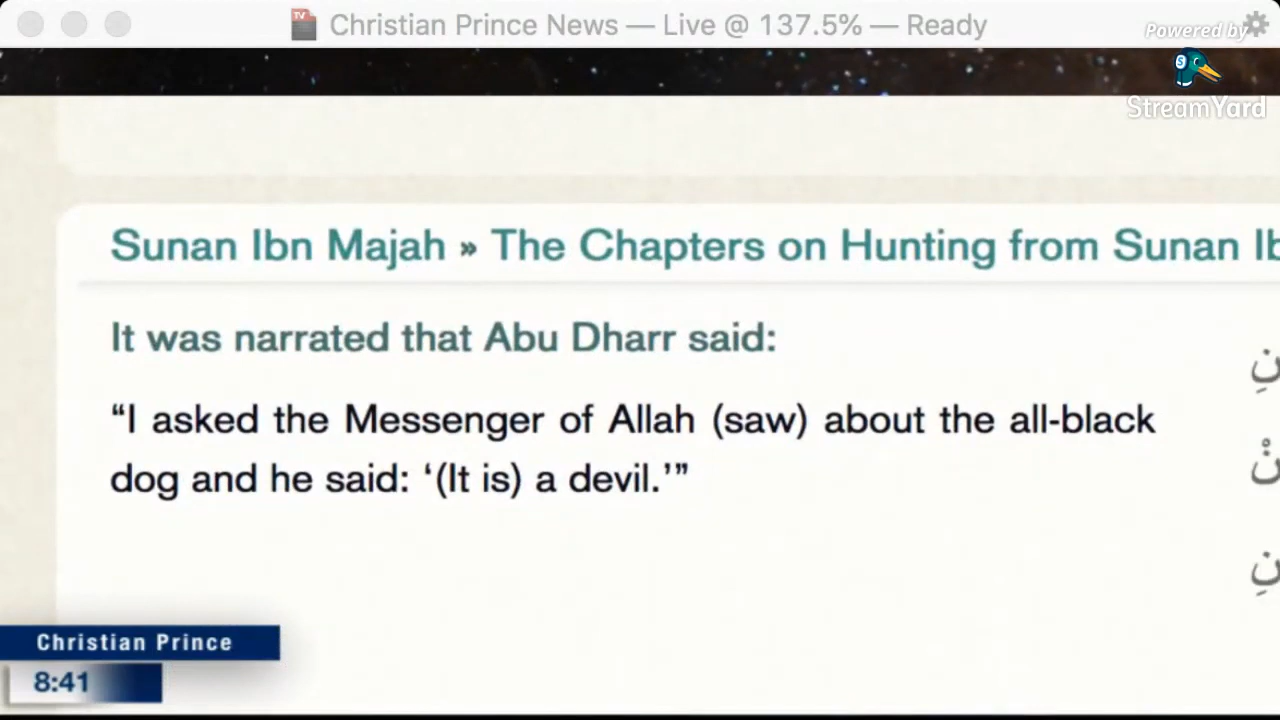 Christian Prince News — Live @ 137.5% — Ready
Powered by
StreamYard
Sunan Ibn Majah » The Chapters on Hunting from Sunan Ib
It was narrated that Abu Dharr said:
“I asked the Messenger of Allah (saw) about the all-black
dog and he said: ‘(It is) a devil.’”
Christian Prince
8:41